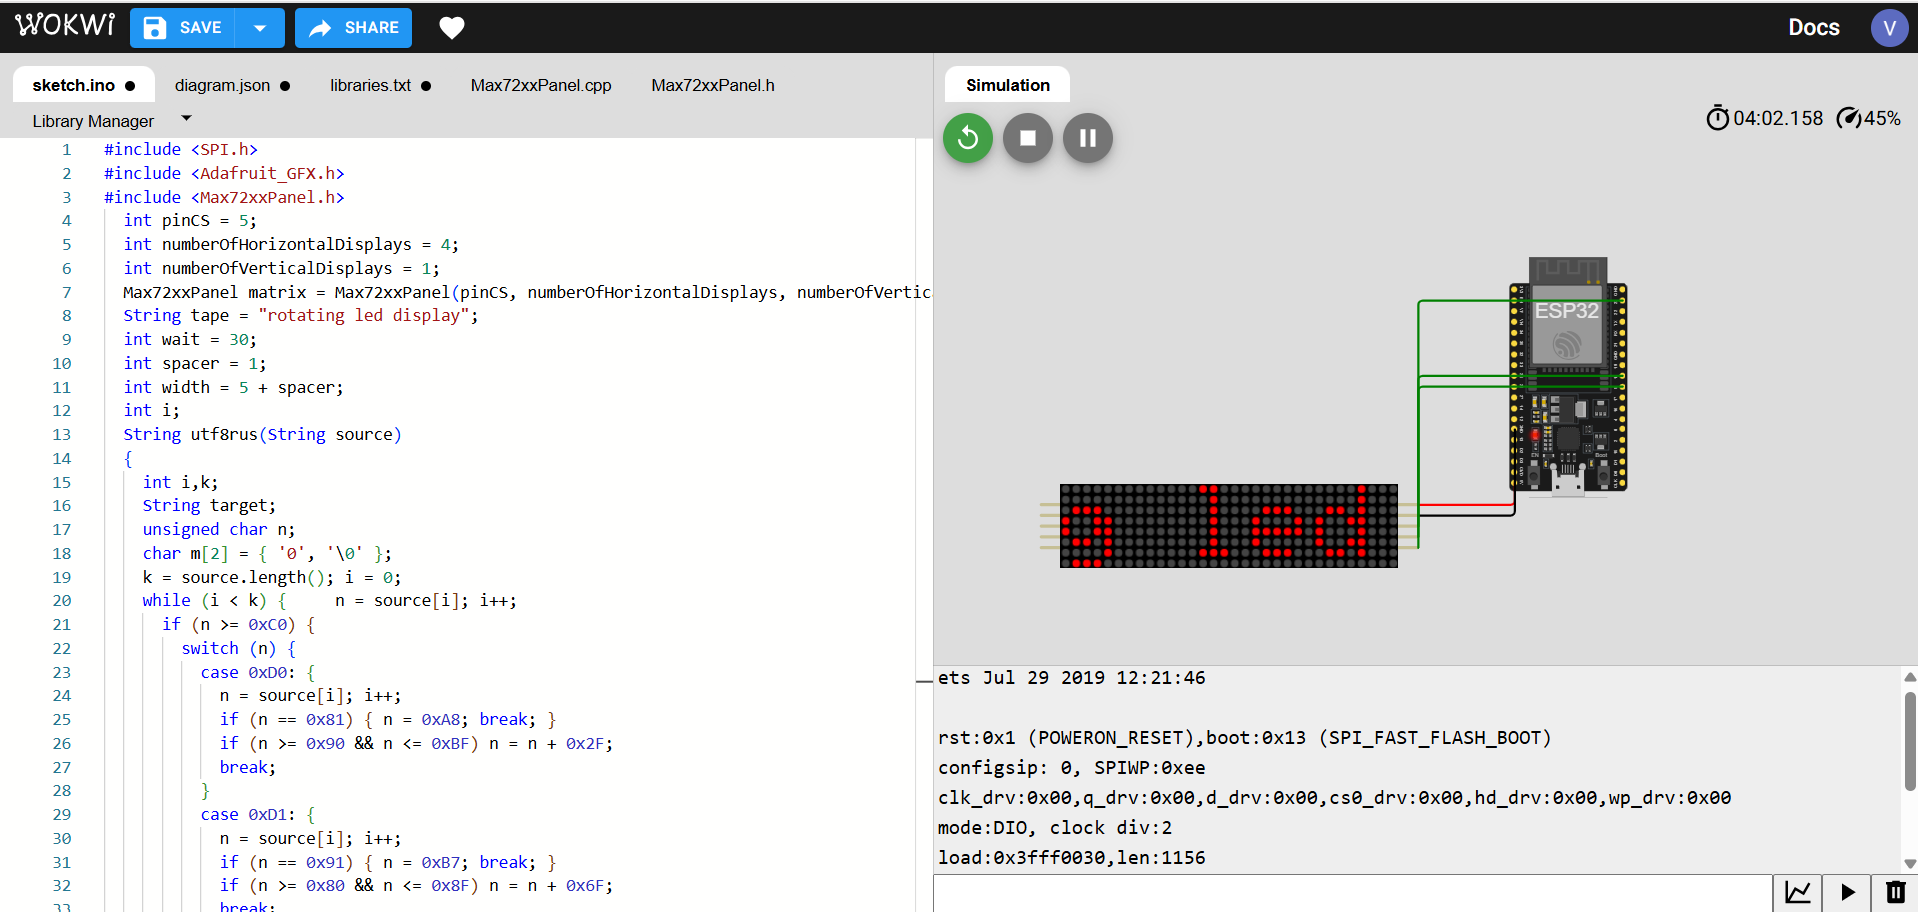 WOKWi SAVE SHARE Docs V
sketch.ino diagram.json libraries.txt Max72xxPanel.cpp Max72xxPanel.h
Library Manager
1 #include <SPI.h>
2 #include <Adafruit_GFX.h>
3 #include <Max72xxPanel.h>
4 int pinCS = 5;
5 int numberOfHorizontalDisplays = 4;
6 int numberOfVerticalDisplays = 1;
7 Max72xxPanel matrix = Max72xxPanel(pinCS, numberOfHorizontalDisplays, numberOfVertic
8 String tape = "rotating led display";
9 int wait = 30;
10 int spacer = 1;
11 int width = 5 + spacer;
12 int i;
13 String utf8rus(String source)
14 {
15 int i,k;
16 String target;
17 unsigned char n;
18 char m[2] = { '0', '\0' };
19 k = source.length(); i = 0;
20 while (i < k) { n = source[i]; i++;
21 if (n >= 0xC0) {
22 switch (n) {
23 case 0xD0: {
24 n = source[i]; i++;
25 if (n == 0x81) { n = 0xA8; break; }
26 if (n >= 0x90 && n <= 0xBF) n = n + 0x2F;
27 break;
28 }
29 case 0xD1: {
30 n = source[i]; i++;
31 if (n == 0x91) { n = 0xB7; break; }
32 if (n >= 0x80 && n <= 0x8F) n = n + 0x6F;
33 break;
Simulation
04:02.158 45%
ESP32
EN Boot
g led
ets Jul 29 2019 12:21:46
rst:0x1 (POWERON_RESET),boot:0x13 (SPI_FAST_FLASH_BOOT)
configsip: 0, SPIWP:0xee
clk_drv:0x00,q_drv:0x00,d_drv:0x00,cs0_drv:0x00,hd_drv:0x00,wp_drv:0x00
mode:DIO, clock div:2
load:0x3fff0030,len:1156